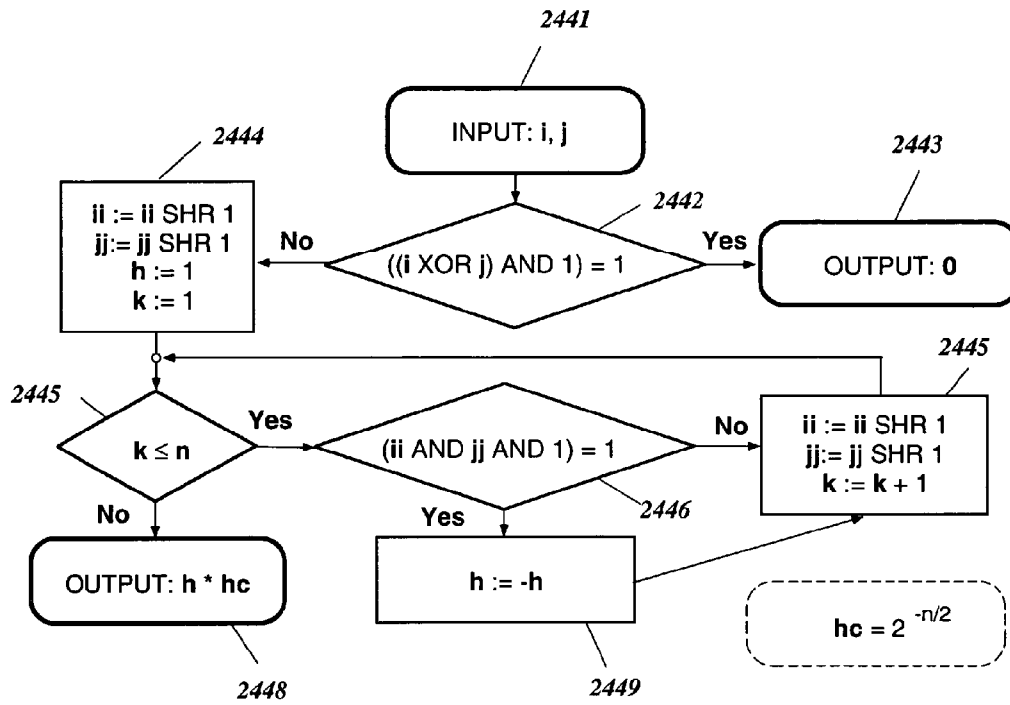 2441
INPUT: i, j
2444
ii := ii SHR 1
jj:= jj SHR 1
h := 1
k := 1
No
2442
((i XOR j) AND 1) = 1
Yes
2443
OUTPUT: 0
2445
k ≤ n
Yes
(ii AND jj AND 1) = 1
2446
No
2445
ii := ii SHR 1
jj:= jj SHR 1
k := k + 1
No
OUTPUT: h * hc
2448
Yes
h := -h
2449
hc = 2 -n/2